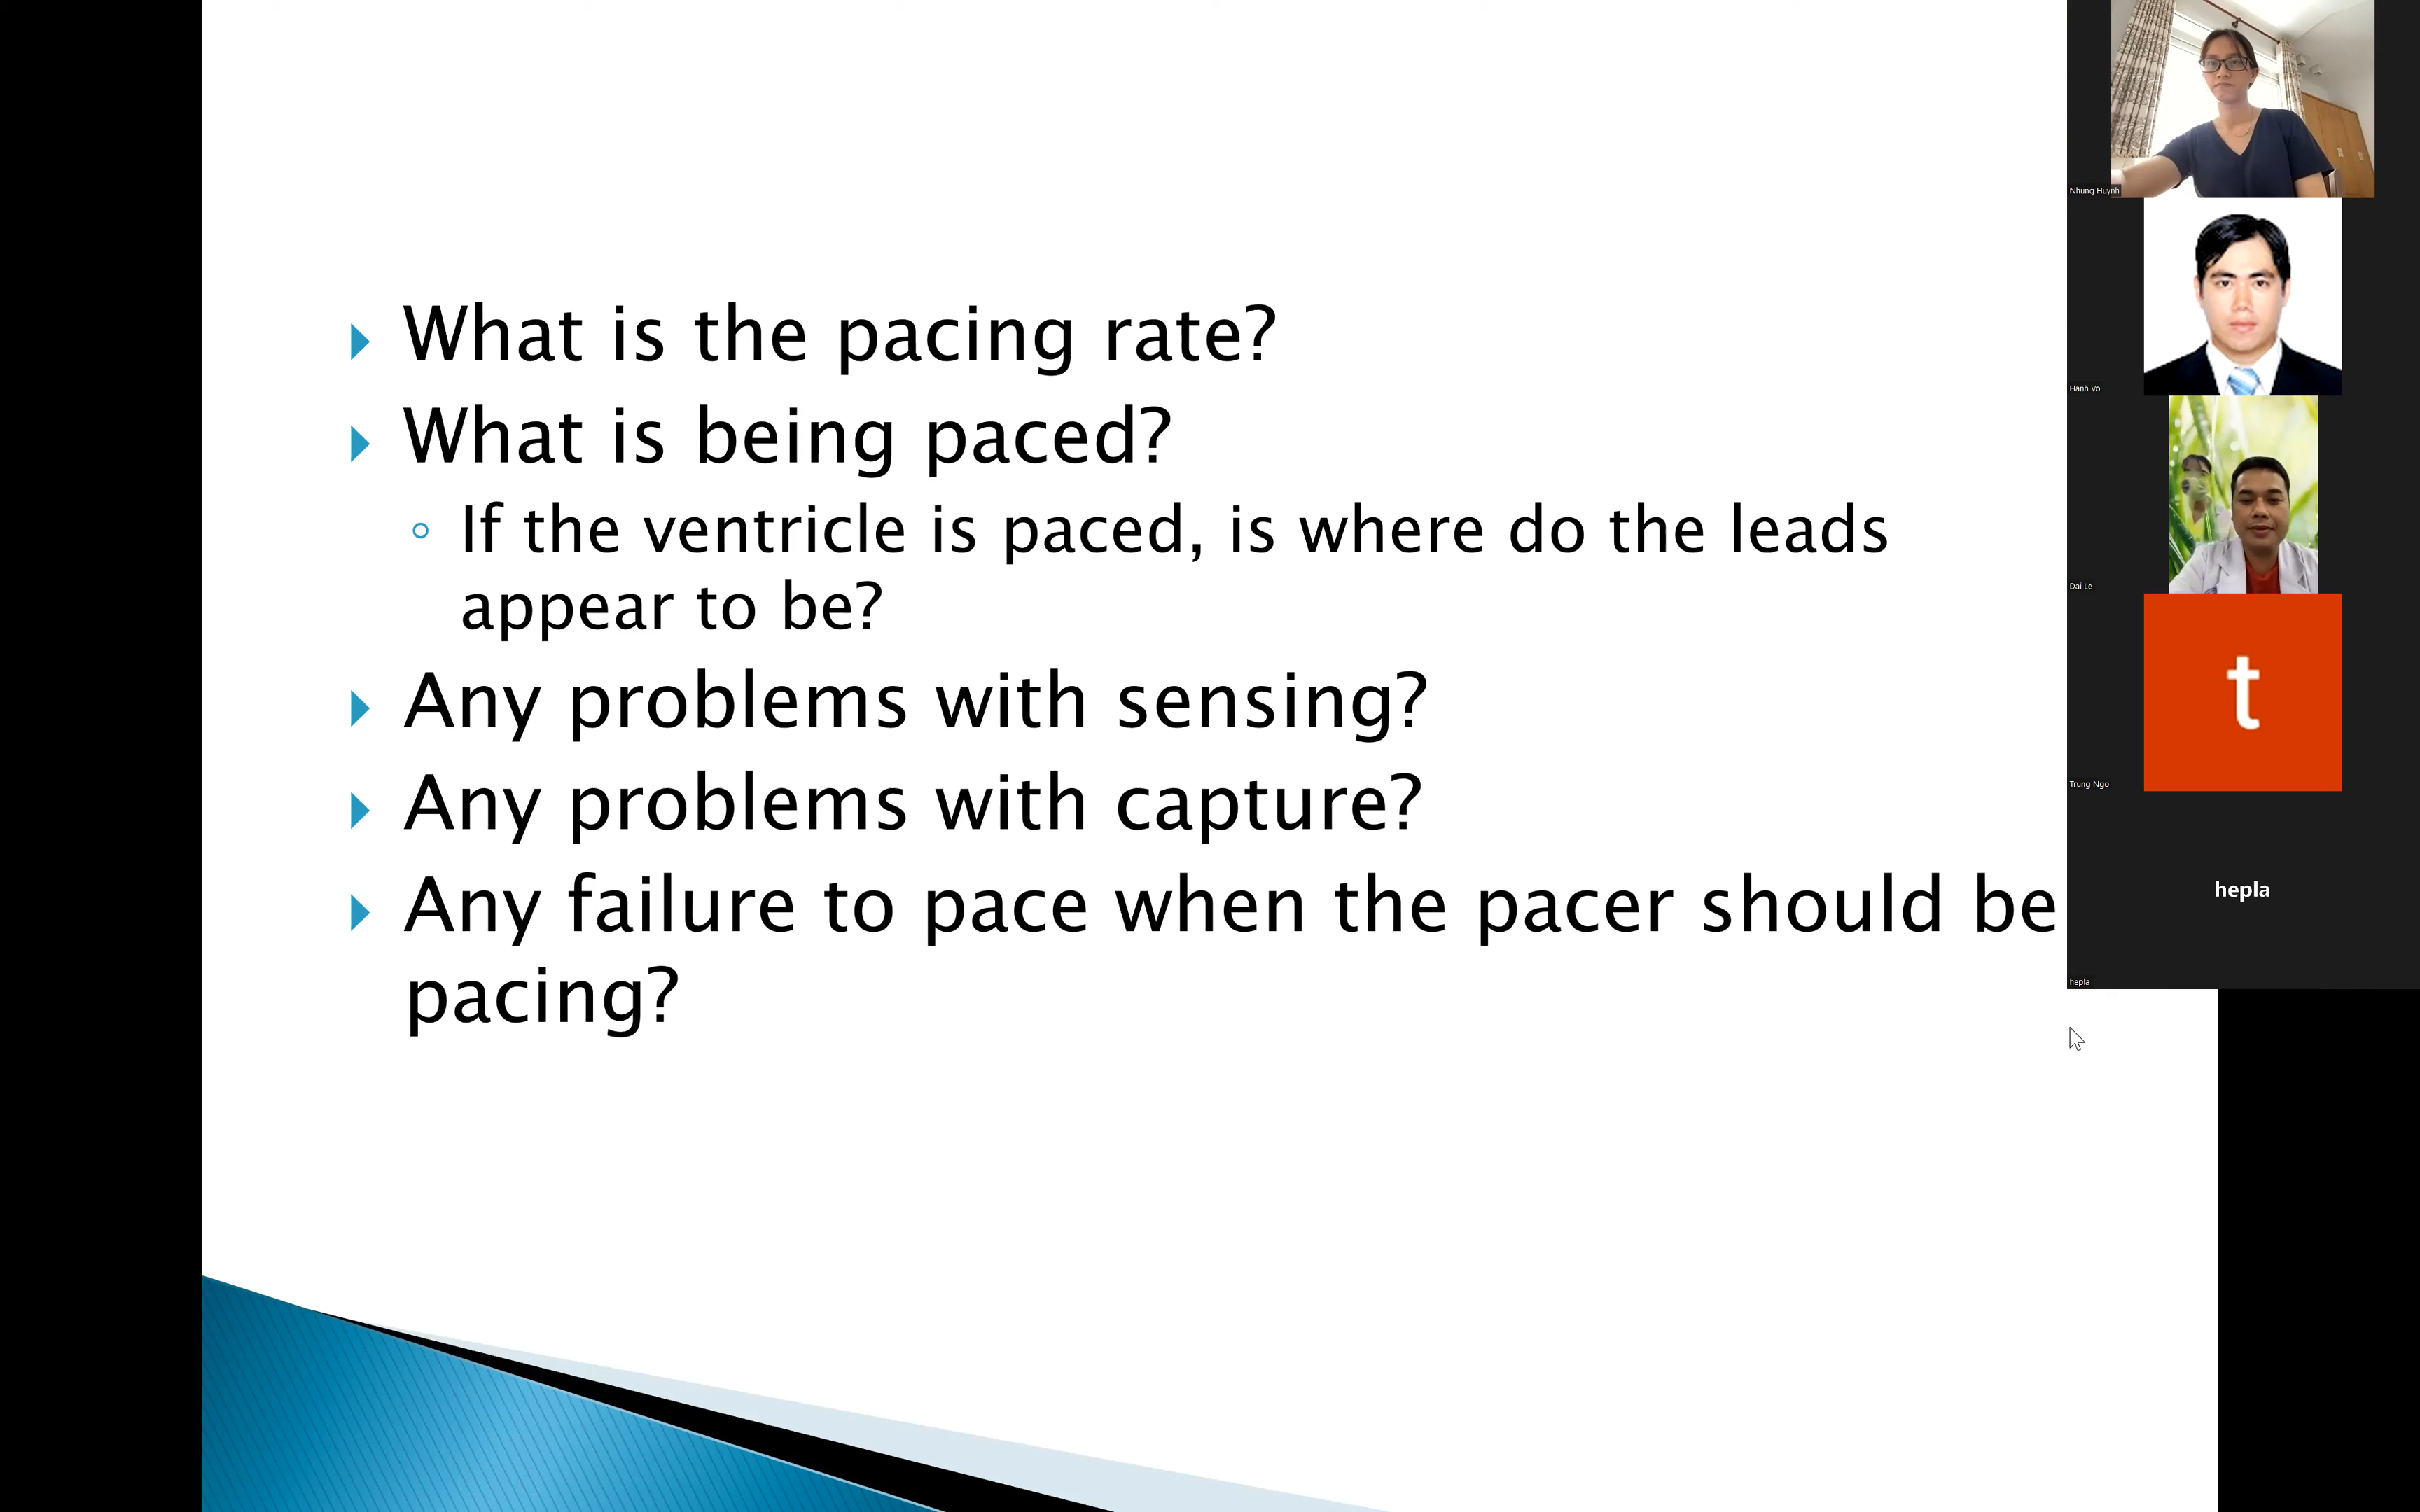 What is the pacing rate?
What is being paced?
If the ventricle is paced, is where do the leads
appear to be?
Any problems with sensing?
Any problems with capture?
Any failure to pace when the pacer should be
pacing?
Nhung Huynh
Hanh Vo
Dai Le
t
Trung Ngo
hepla
hepla